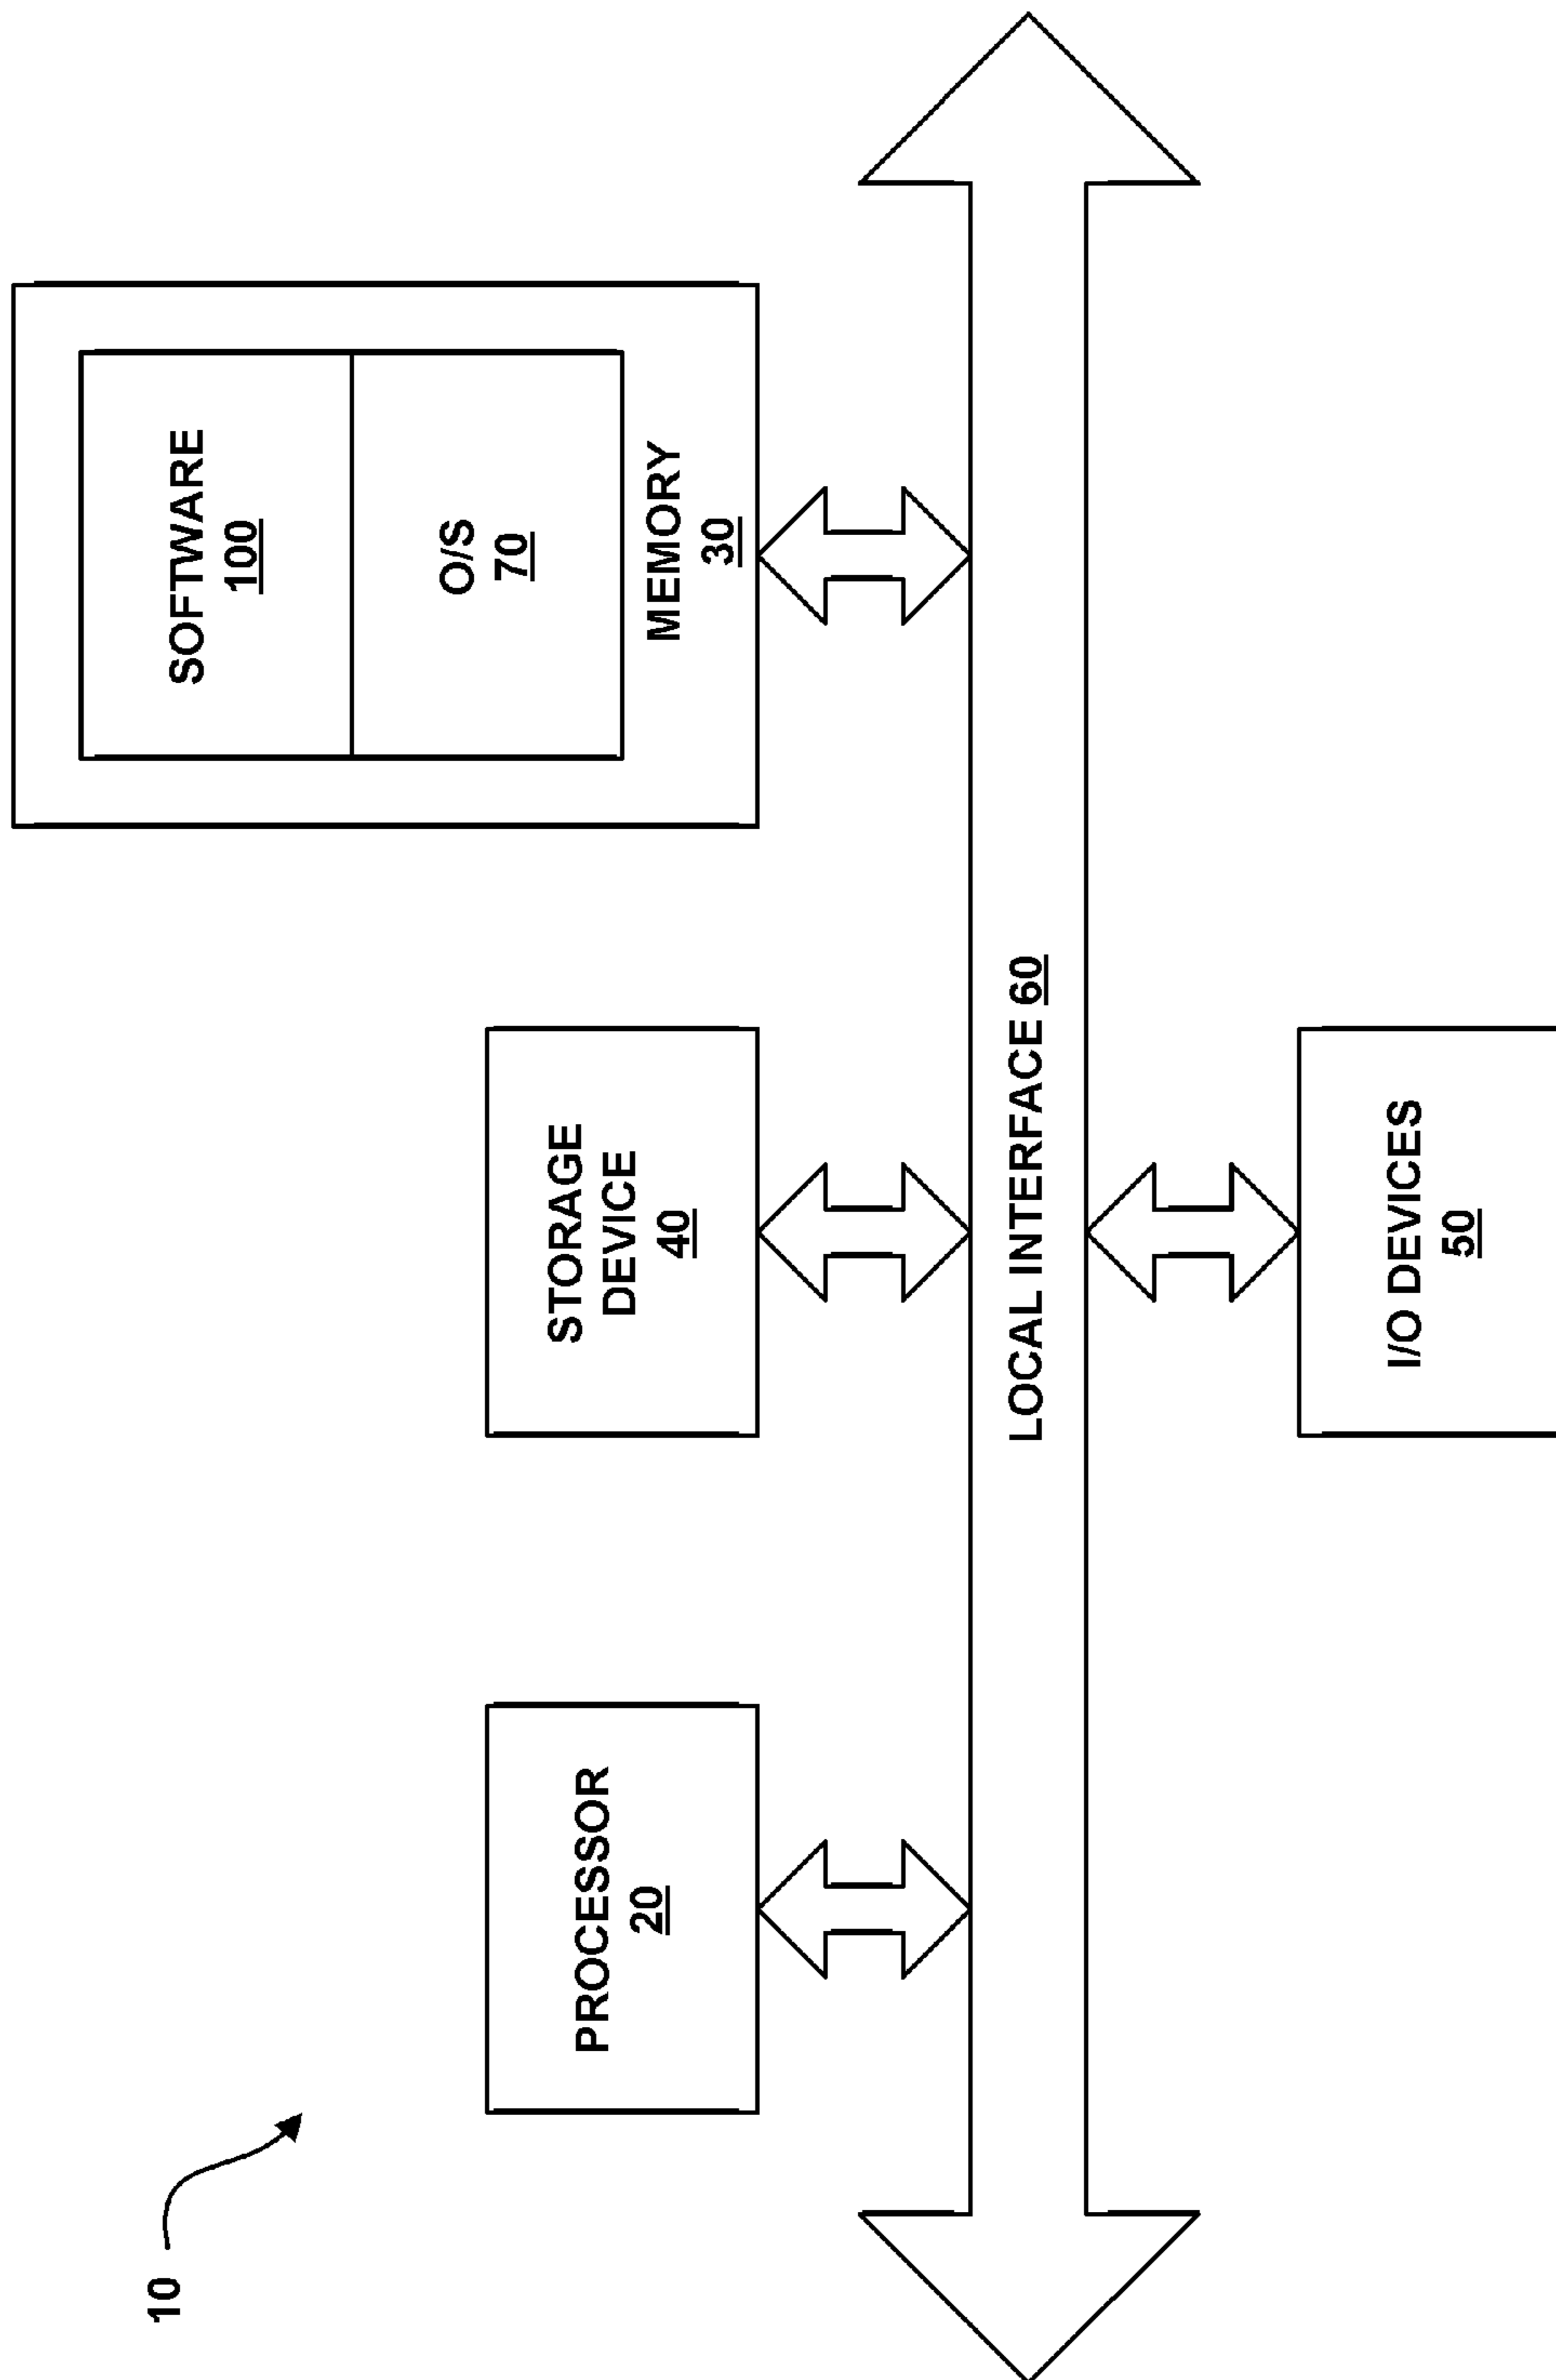 10
PROCESSOR
20
STORAGE
DEVICE
40
SOFTWARE
100
O/S
70
MEMORY
30
LOCAL INTERFACE 60
I/O DEVICES
50